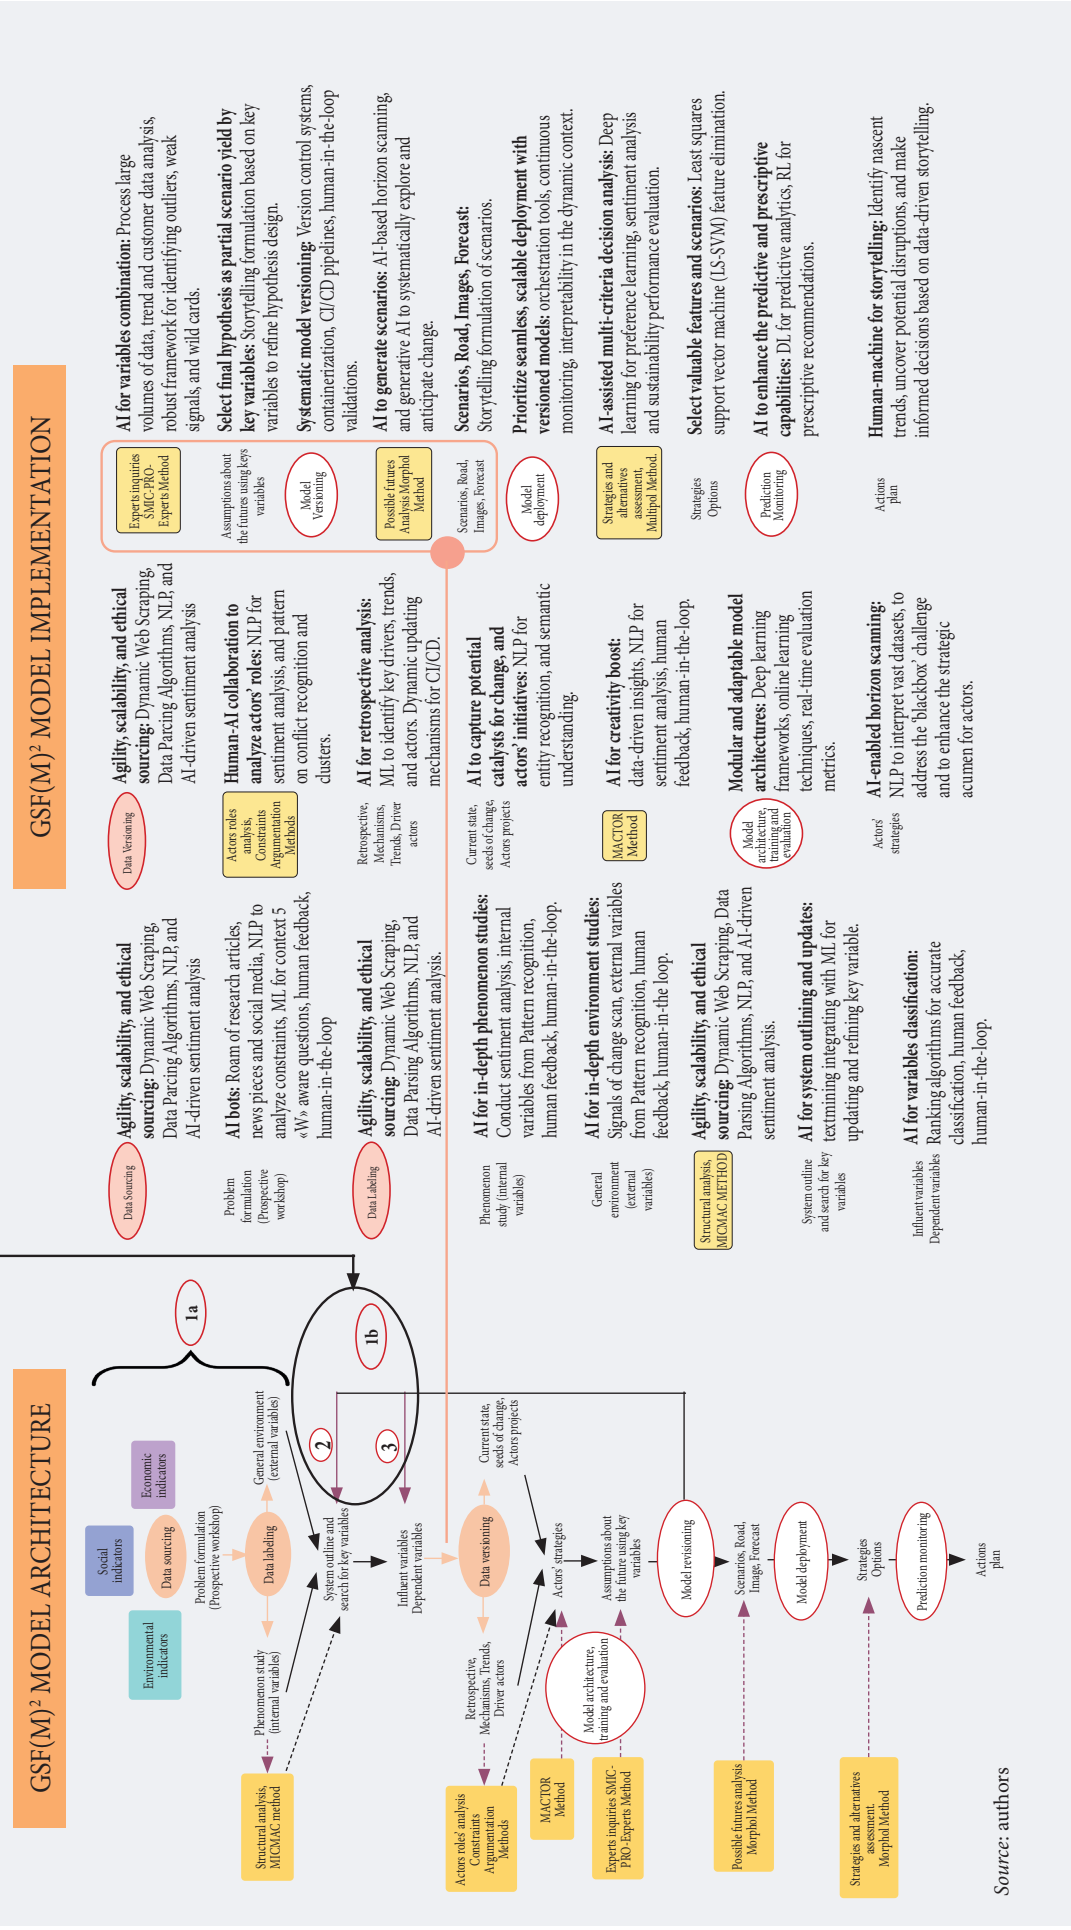 GSF(M)² MODEL ARCHITECTURE
Social
indicators
Environmental
indicators
Economic
indicators
Data sourcing
Problem formulation
(Prospective workshop)
Data labeling
Phenomenon study
(internal variables)
General environment
(external variables)
1a
Structural analysis,
MICMAC method
System outline and
search for key variables
2
3
1b
Influent variables
Dependent variables
Data versioning
Retrospective,
Mechanisms, Trends,
Driver actors
Current state,
seeds of change,
Actors projects
Actors roles' analysis
Constraints
Argumentation
Methods
MACTOR
Method
Actors' strategies
Model architecture,
training and evaluation
Experts inquiries SMIC-
PRO-Experts Method
Assumptions about
the future using key
variables
Model revisioning
Possible futures analysis
Morphol Method
Scenarios, Road,
Image, Forecast
Model deployment
Strategies and alternatives
assessment.
Morphol Method
Strategies
Options
Prediction monitoring
Actions
plan
Source: authors
GSF(M)² MODEL IMPLEMENTATION
Data Sourcing
Agility, scalability, and ethical
sourcing: Dynamic Web Scraping,
Data Parcing Algorithms, NLP, and
AI-driven sentiment analysis
Problem
formulation
(Prospective
workshop)
AI bots: Roam of research articles,
news pieces and social media, NLP to
analyze constraints, ML for context 5
«W» aware questions, human feedback,
human-in-the-loop
Data Labeling
Agility, scalability, and ethical
sourcing: Dynamic Web Scraping,
Data Parsing Algorithms, NLP, and
AI-driven sentiment analysis.
Phenomenon
study (internal
variables)
AI for in-depth phenomenon studies:
Conduct sentiment analysis, internal
variables from Pattern recognition,
human feedback, human-in-the-loop.
General
environment
(external
variables)
AI for in-depth environment studies:
Signals of change scan, external variables
from Pattern recognition, human
feedback, human-in-the loop.
Structural analysis,
MICMAC METHOD
Agility, scalability, and ethical
sourcing: Dynamic Web Scraping, Data
Parsing Algorithms, NLP, and AI-driven
sentiment analysis.
System outline
and search for key
variables
AI for system outlining and updates:
textmining integrating with ML for
updating and refining key variable.
Influent variables
Dependent variables
AI for variables classification:
Ranking algorithms for accurate
classification, human feedback,
human-in-the-loop.
Data Versioning
Agility, scalability, and ethical
sourcing: Dynamic Web Scraping,
Data Parcing Algorithms, NLP, and
AI-driven sentiment analysis
Actors roles
analysis,
Constraints
Argumentation
Methods
Human-AI collaboration to
analyze actors' roles: NLP for
sentiment analysis, and pattern
on conflict recognition and
clusters.
Retrospective,
Mechanisms,
Trends, Driver
actors
AI for retrospective analysis:
ML to identify key drivers, trends,
and actors. Dynamic updating
mechanisms for CI/CD.
Current state,
seeds of change,
Actors projects
AI to capture potential
catalysts for change, and
actors' initiatives: NLP for
entity recognition, and semantic
understanding.
MACTOR
Method
AI for creativity boost:
data-driven insights, NLP for
sentiment analysis, human
feedback, human-in-the-loop.
Model
architecture,
training and
evaluation
Modular and adaptable model
architectures: Deep learning
frameworks, online learning
techniques, real-time evaluation
metrics.
Actors'
strategies
AI-enabled horizon scanning:
NLP to interpret vast datasets, to
address the 'blackbox' challenge
and to enhance the strategic
acumen for actors.
Experts inquiries
SMIC-PRO-
Experts Method
AI for variables combination: Process large
volumes of data, trend and customer data analysis,
robust framework for identifying outliers, weak
signals, and wild cards.
Assumptions about
the futures using keys
variables
Select final hypothesis as partial scenario yield by
key variables: Storytelling formulation based on key
variables to refine hypothesis design.
Model
Versioning
Systematic model versioning: Version control systems,
containerization, CI/CD pipelines, human-in-the-loop
validations.
Possible futures
Analysis Morphol
Method
AI to generate scenarios: AI-based horizon scanning,
and generative AI to systematically explore and
anticipate change.
Scenarios, Road,
Images, Forecast
Scenarios, Road, Images, Forecast:
Storytelling formulation of scenarios.
Model
deployment
Prioritize seamless, scalable deployment with
versioned models: orchestration tools, continuous
monitoring, interpretability in the dynamic context.
Strategies and
alternatives
assessment,
Multipol Method.
AI-assisted multi-criteria decision analysis: Deep
learning for preference learning, sentiment analysis
and sustainability performance evaluation.
Strategies
Options
Select valuable features and scenarios: Least squares
support vector machine (LS-SVM) feature elimination.
Prediction
Monitoring
AI to enhance the predictive and prescriptive
capabilities: DL for predictive analytics, RL for
prescriptive recommendations.
Actions
plan
Human-machine for storytelling: Identify nascent
trends, uncover potential disruptions, and make
informed decisions based on data-driven storytelling.